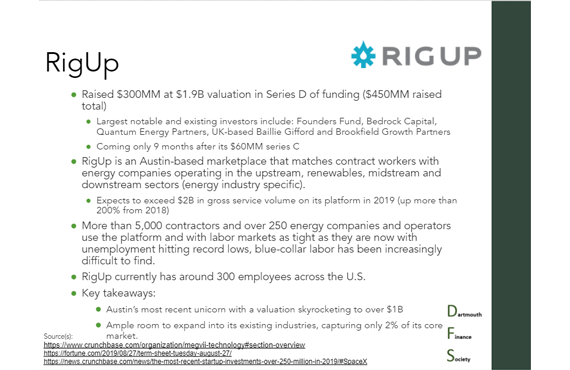 RigUp
RIGUP
Raised $300MM at $1.9B valuation in Series D of funding ($450MM raised
total)
Largest notable and existing investors include: Founders Fund, Bedrock Capital,
Quantum Energy Partners, UK-based Baillie Gifford and Brookfield Growth Partners
Coming only 9 months after its $60MM series C
RigUp is an Austin-based marketplace that matches contract workers with
energy companies operating in the upstream, renewables, midstream and
downstream sectors (energy industry specific).
Expects to exceed $2B in gross service volume on its platform in 2019 (up more than
200% from 2018)
More than 5,000 contractors and over 250 energy companies and operators
use the platform and with labor markets as tight as they are now with
unemployment hitting record lows, blue-collar labor has been increasingly
difficult to find.
RigUp currently has around 300 employees across the U.S.
Key takeaways:
Austin's most recent unicorn with a valuation skyrocketing to over $1B
Ample room to expand into its existing industries, capturing only 2% of its core
market.
Source(s):
https://www.crunchbase.com/organization/megvii-technology#section-overview
https://fortune.com/2019/08/27/term-sheet-tuesday-august-27/
https://news.crunchbase.com/news/the-most-recent-startup-investments-over-250-million-in-2019/#SpaceX
Dartmouth
Finance
Society